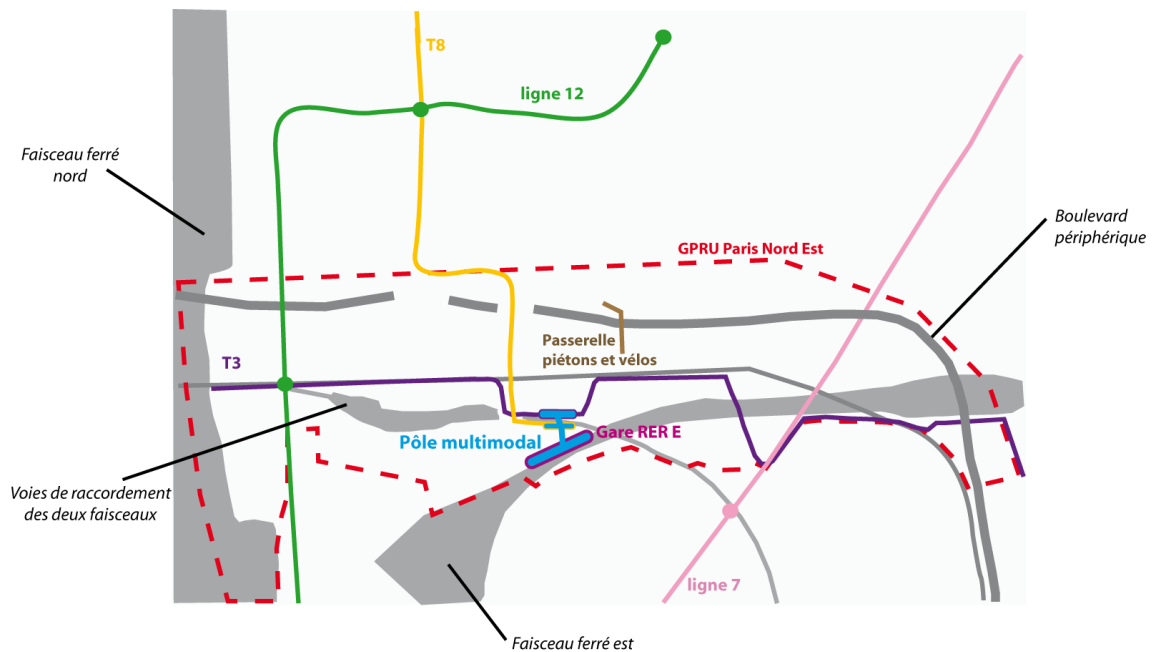 T8
ligne 12
Faisceau ferré
nord
Boulevard
périphérique
GPRU Paris Nord Est
Passerelle
piétons et vélos
T3
Gare RER E
Pôle multimodal
Voies de raccordement
des deux faisceaux
ligne 7
Faisceau ferré est